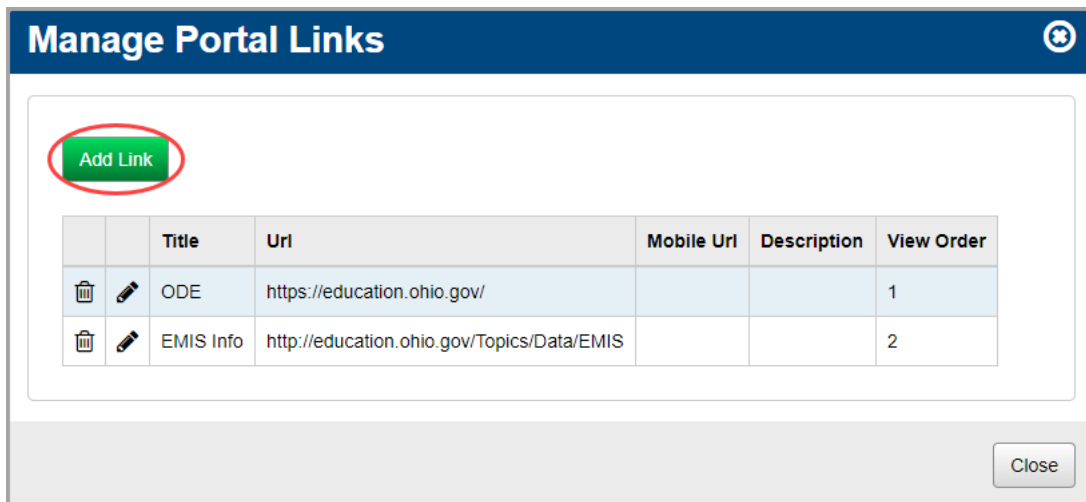 Manage Portal Links
Add Link
Title Url Mobile Url Description View Order
ODE https://education.ohio.gov/ 1
EMIS Info http://education.ohio.gov/Topics/Data/EMIS 2
Close